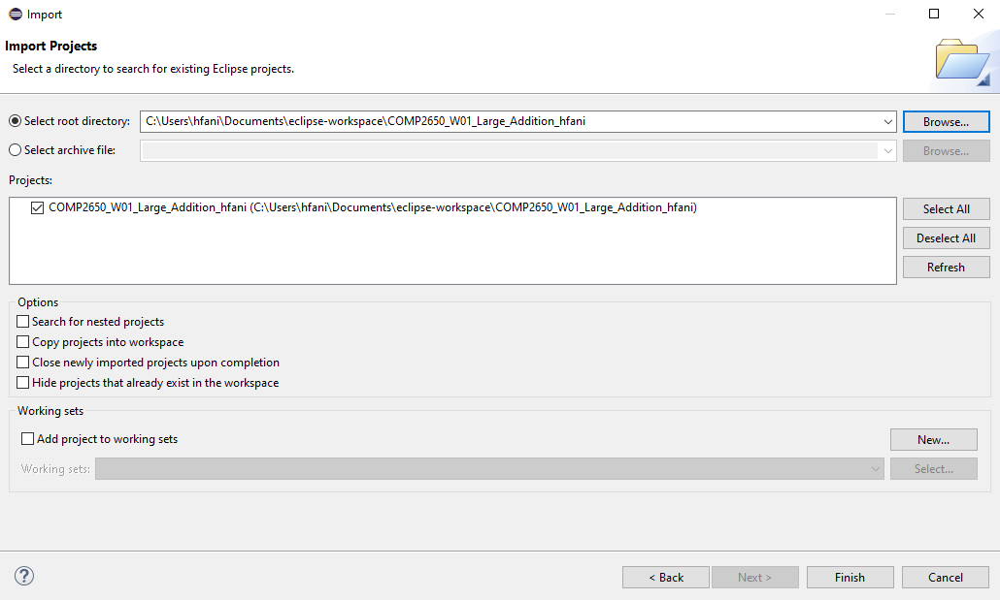 Import
Import Projects
Select a directory to search for existing Eclipse projects.
Select root directory: C:\Users\hfani\Documents\eclipse-workspace\COMP2650_W01_Large_Addition_hfani Browse...
Select archive file: Browse...
Projects:
COMP2650_W01_Large_Addition_hfani (C:\Users\hfani\Documents\eclipse-workspace\COMP2650_W01_Large_Addition_hfani) Select All
Deselect All
Refresh
Options
Search for nested projects
Copy projects into workspace
Close newly imported projects upon completion
Hide projects that already exist in the workspace
Working sets
Add project to working sets New...
Working sets: Select...
? < Back Next > Finish Cancel